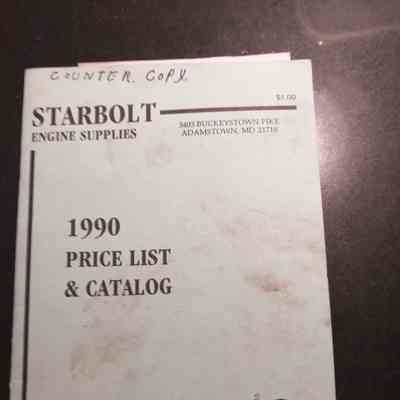 COUNTER COPY
$1.00
STARBOLT
ENGINE SUPPLIES
3403 BUCKEYSTOWN PIKE
ADAMSTOWN, MD 21710
1990
PRICE LIST
& CATALOG